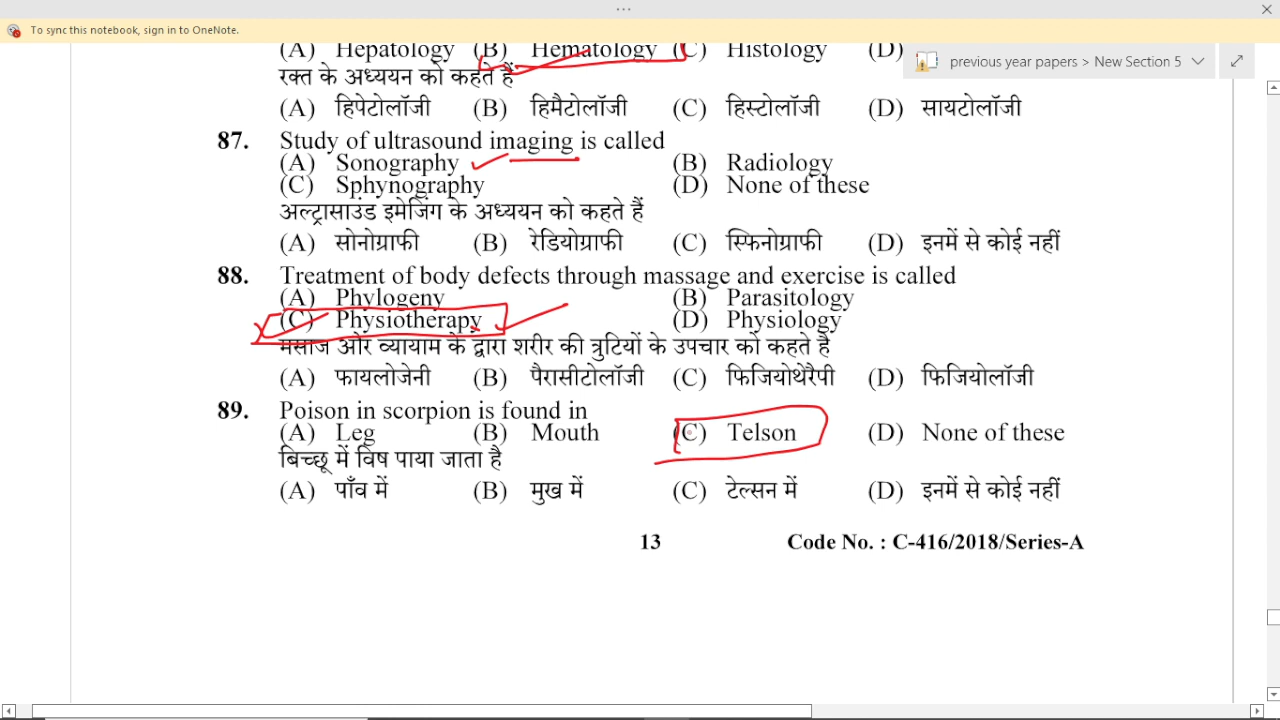 To sync this notebook, sign in to OneNote.
previous year papers > New Section 5
(A) Hepatology (B) Hematology (C) Histology (D)
रक्त के अध्ययन को कहते हैं
(A) हिपेटोलॉजी (B) हिमैटोलॉजी (C) हिस्टोलॉजी (D) सायटोलॉजी
87. Study of ultrasound imaging is called
(A) Sonography (B) Radiology
(C) Sphynography (D) None of these
अल्ट्रासाउंड इमेजिंग के अध्ययन को कहते हैं
(A) सोनोग्राफी (B) रेडियोग्राफी (C) स्फिनोग्राफी (D) इनमें से कोई नहीं
88. Treatment of body defects through massage and exercise is called
(A) Phylogeny (B) Parasitology
(C) Physiotherapy (D) Physiology
मसाज और व्यायाम के द्वारा शरीर की त्रुटियों के उपचार को कहते है
(A) फायलोजेनी (B) पैरासीटोलॉजी (C) फिजियोथेरैपी (D) फिजियोलॉजी
89. Poison in scorpion is found in
(A) Leg (B) Mouth (C) Telson (D) None of these
बिच्छू में विष पाया जाता है
(A) पाँव में (B) मुख में (C) टेल्सन में (D) इनमें से कोई नहीं
13 Code No. : C-416/2018/Series-A